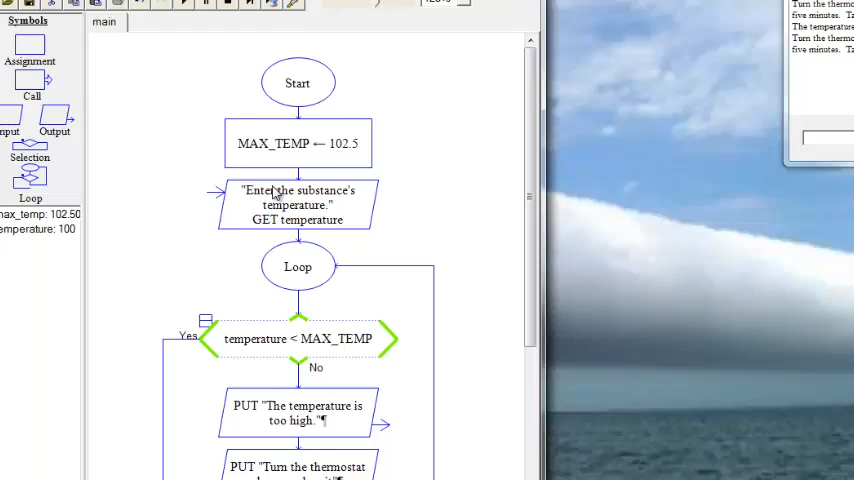 Symbols
Assignment
Call
nput
Output
Selection
Loop
max_temp: 102.50
temperature: 100
main
Start
MAX_TEMP ← 102.5
"Enter the substance's
temperature."
GET temperature
Loop
Yes
temperature < MAX_TEMP
No
PUT "The temperature is
too high."¶
PUT "Turn the thermostat
Turn the thermo
five minutes. Ta
The temperature
Turn the thermo
five minutes. Ta